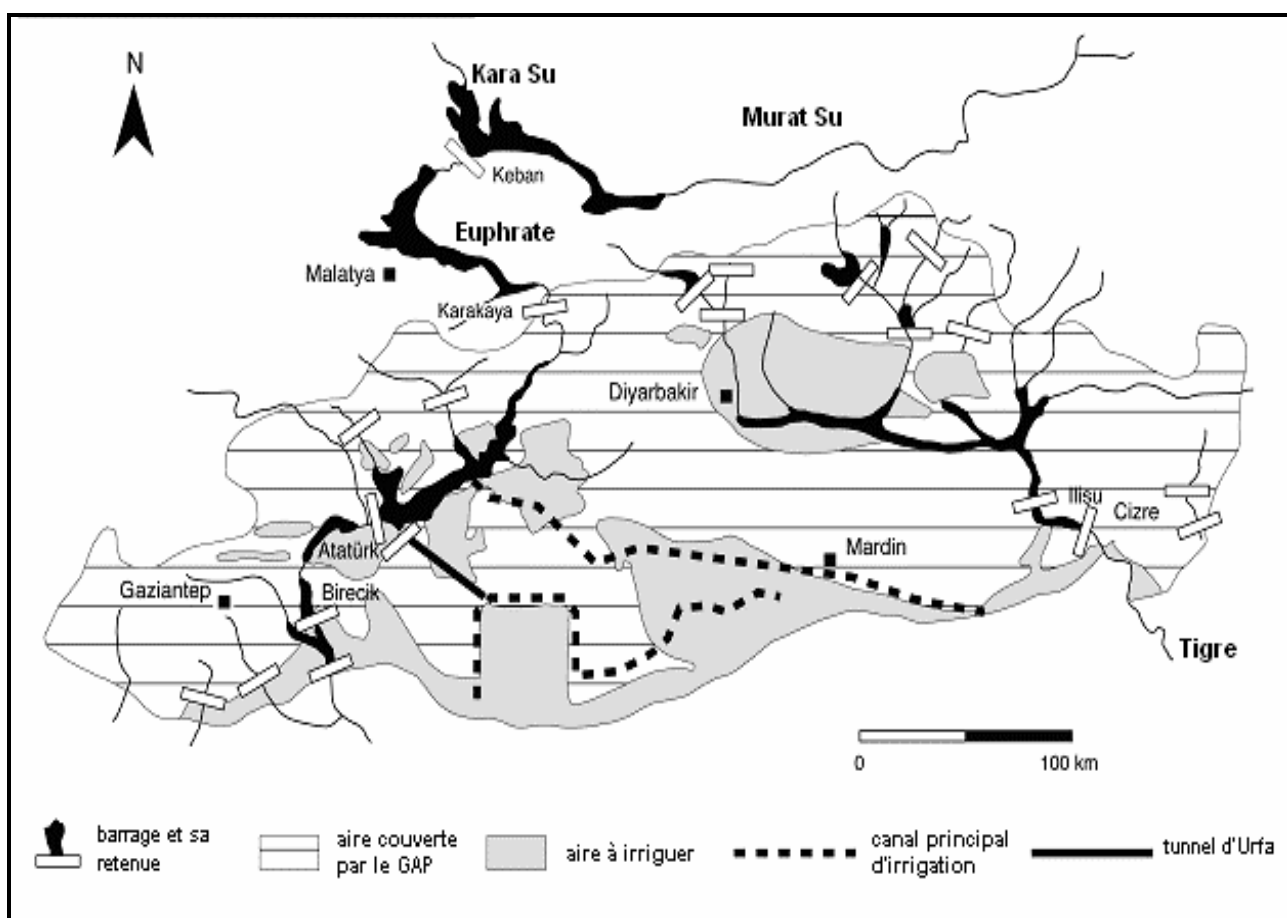 N
Kara Su
Murat Su
Keban
Euphrate
Malatya
Karakaya
Diyarbakir
Ilisu
Cizre
Atatürk
Mardin
Gaziantep
Birecik
Tigre
0 100 km
barrage et sa
retenue
aire couverte
par le GAP
aire à irriguer
canal principal
d'irrigation
tunnel d'Urfa